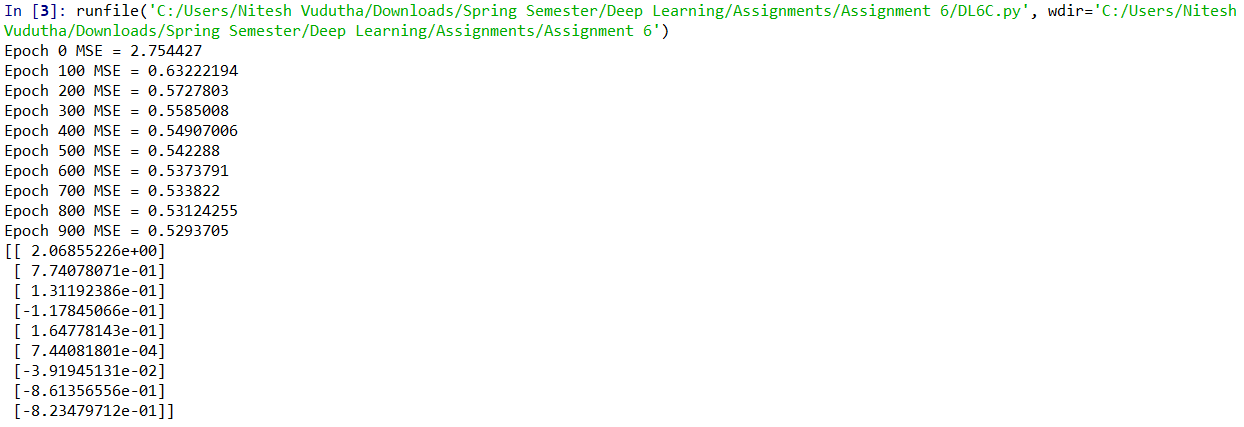 In [3]: runfile('C:/Users/Nitesh Vudutha/Downloads/Spring Semester/Deep Learning/Assignments/Assignment 6/DL6C.py', wdir='C:/Users/Nitesh
Vudutha/Downloads/Spring Semester/Deep Learning/Assignments/Assignment 6')
Epoch 0 MSE = 2.754427
Epoch 100 MSE = 0.63222194
Epoch 200 MSE = 0.5727803
Epoch 300 MSE = 0.5585008
Epoch 400 MSE = 0.54907006
Epoch 500 MSE = 0.542288
Epoch 600 MSE = 0.5373791
Epoch 700 MSE = 0.533822
Epoch 800 MSE = 0.53124255
Epoch 900 MSE = 0.5293705
[[ 2.06855226e+00]
 [ 7.74078071e-01]
 [ 1.31192386e-01]
 [-1.17845066e-01]
 [ 1.64778143e-01]
 [ 7.44081801e-04]
 [-3.91945131e-02]
 [-8.61356556e-01]
 [-8.23479712e-01]]